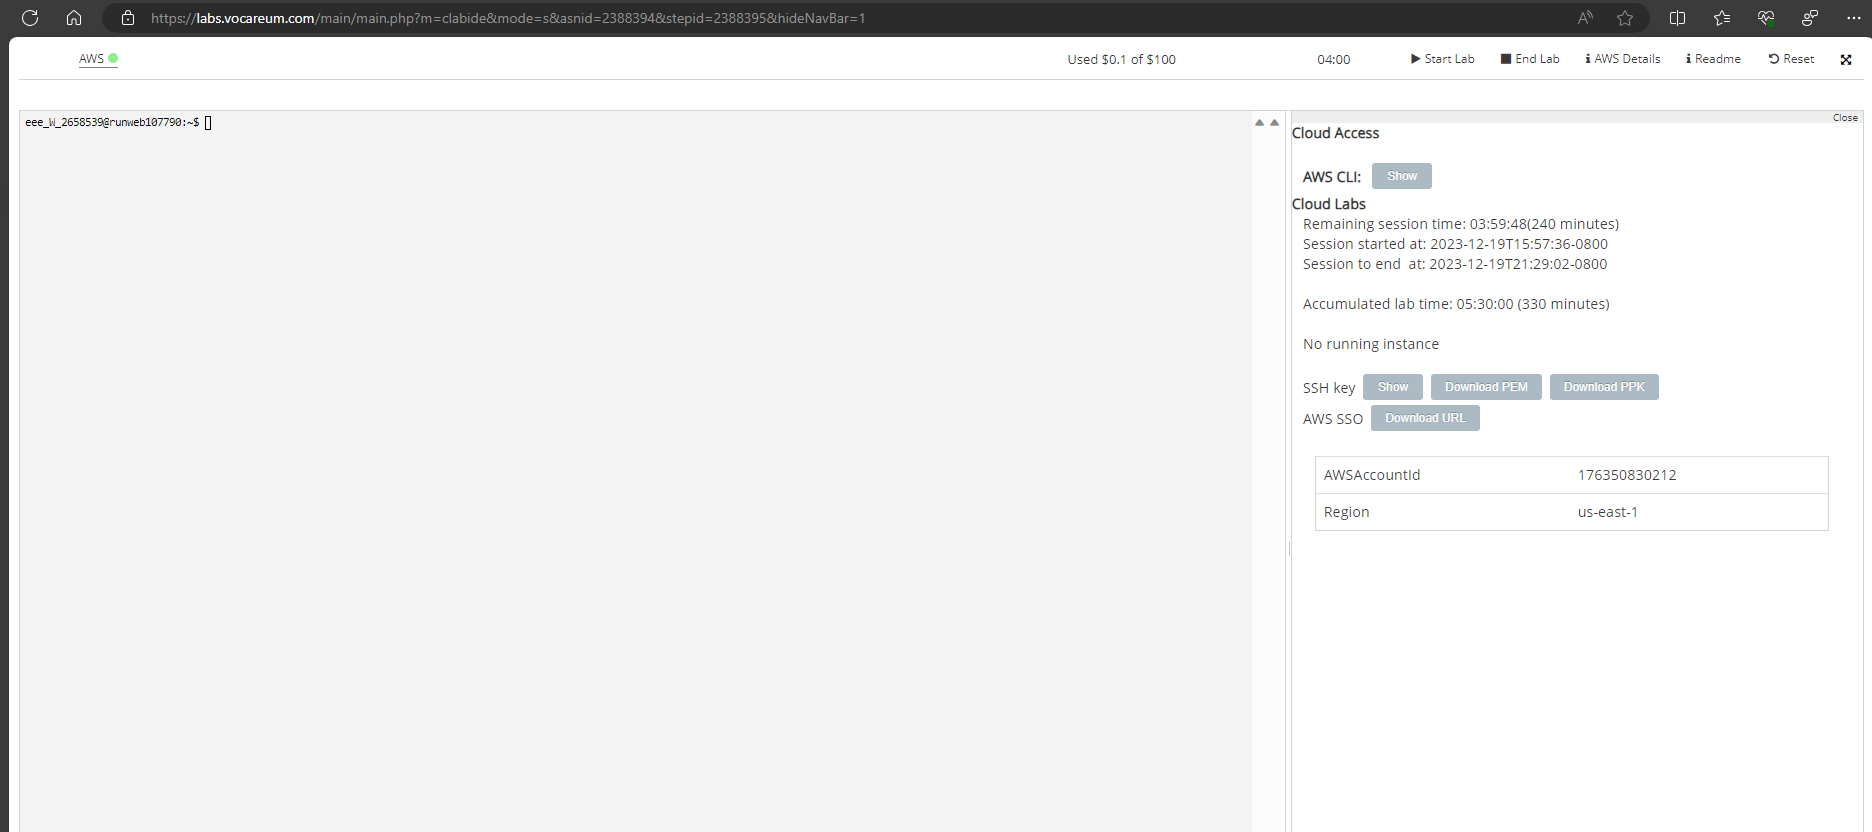 https://labs.vocareum.com/main/main.php?m=clabide&mode=s&asnid=2388394&stepid=2388395&hideNavBar=1
AWS Used $0.1 of $100 04:00 Start Lab End Lab AWS Details Readme Reset
eee_W_2658539@runweb107790:~$
Close
Cloud Access
AWS CLI: Show
Cloud Labs
Remaining session time: 03:59:48(240 minutes)
Session started at: 2023-12-19T15:57:36-0800
Session to end at: 2023-12-19T21:29:02-0800
Accumulated lab time: 05:30:00 (330 minutes)
No running instance
SSH key Show Download PEM Download PPK
AWS SSO Download URL
AWSAccountId 176350830212
Region us-east-1